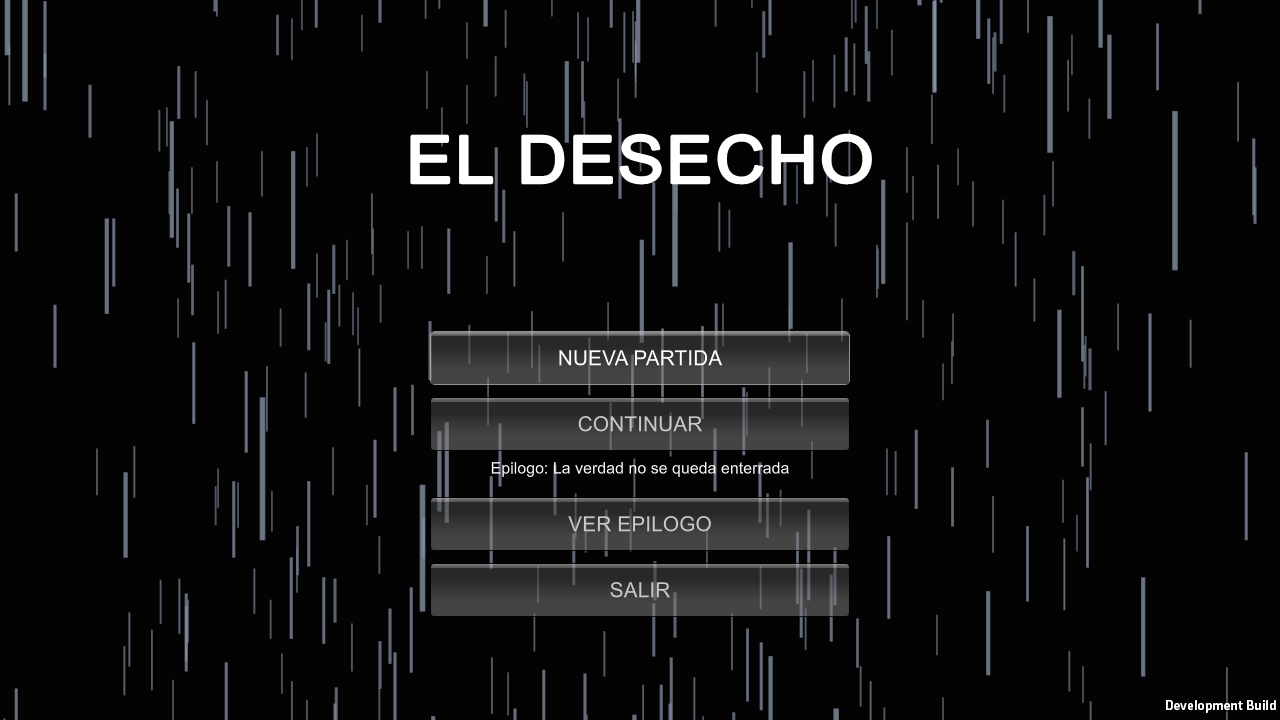 EL DESECHO
NUEVA PARTIDA
CONTINUAR
Epilogo: La verdad no se queda enterrada
VER EPILOGO
SALIR
Development Build